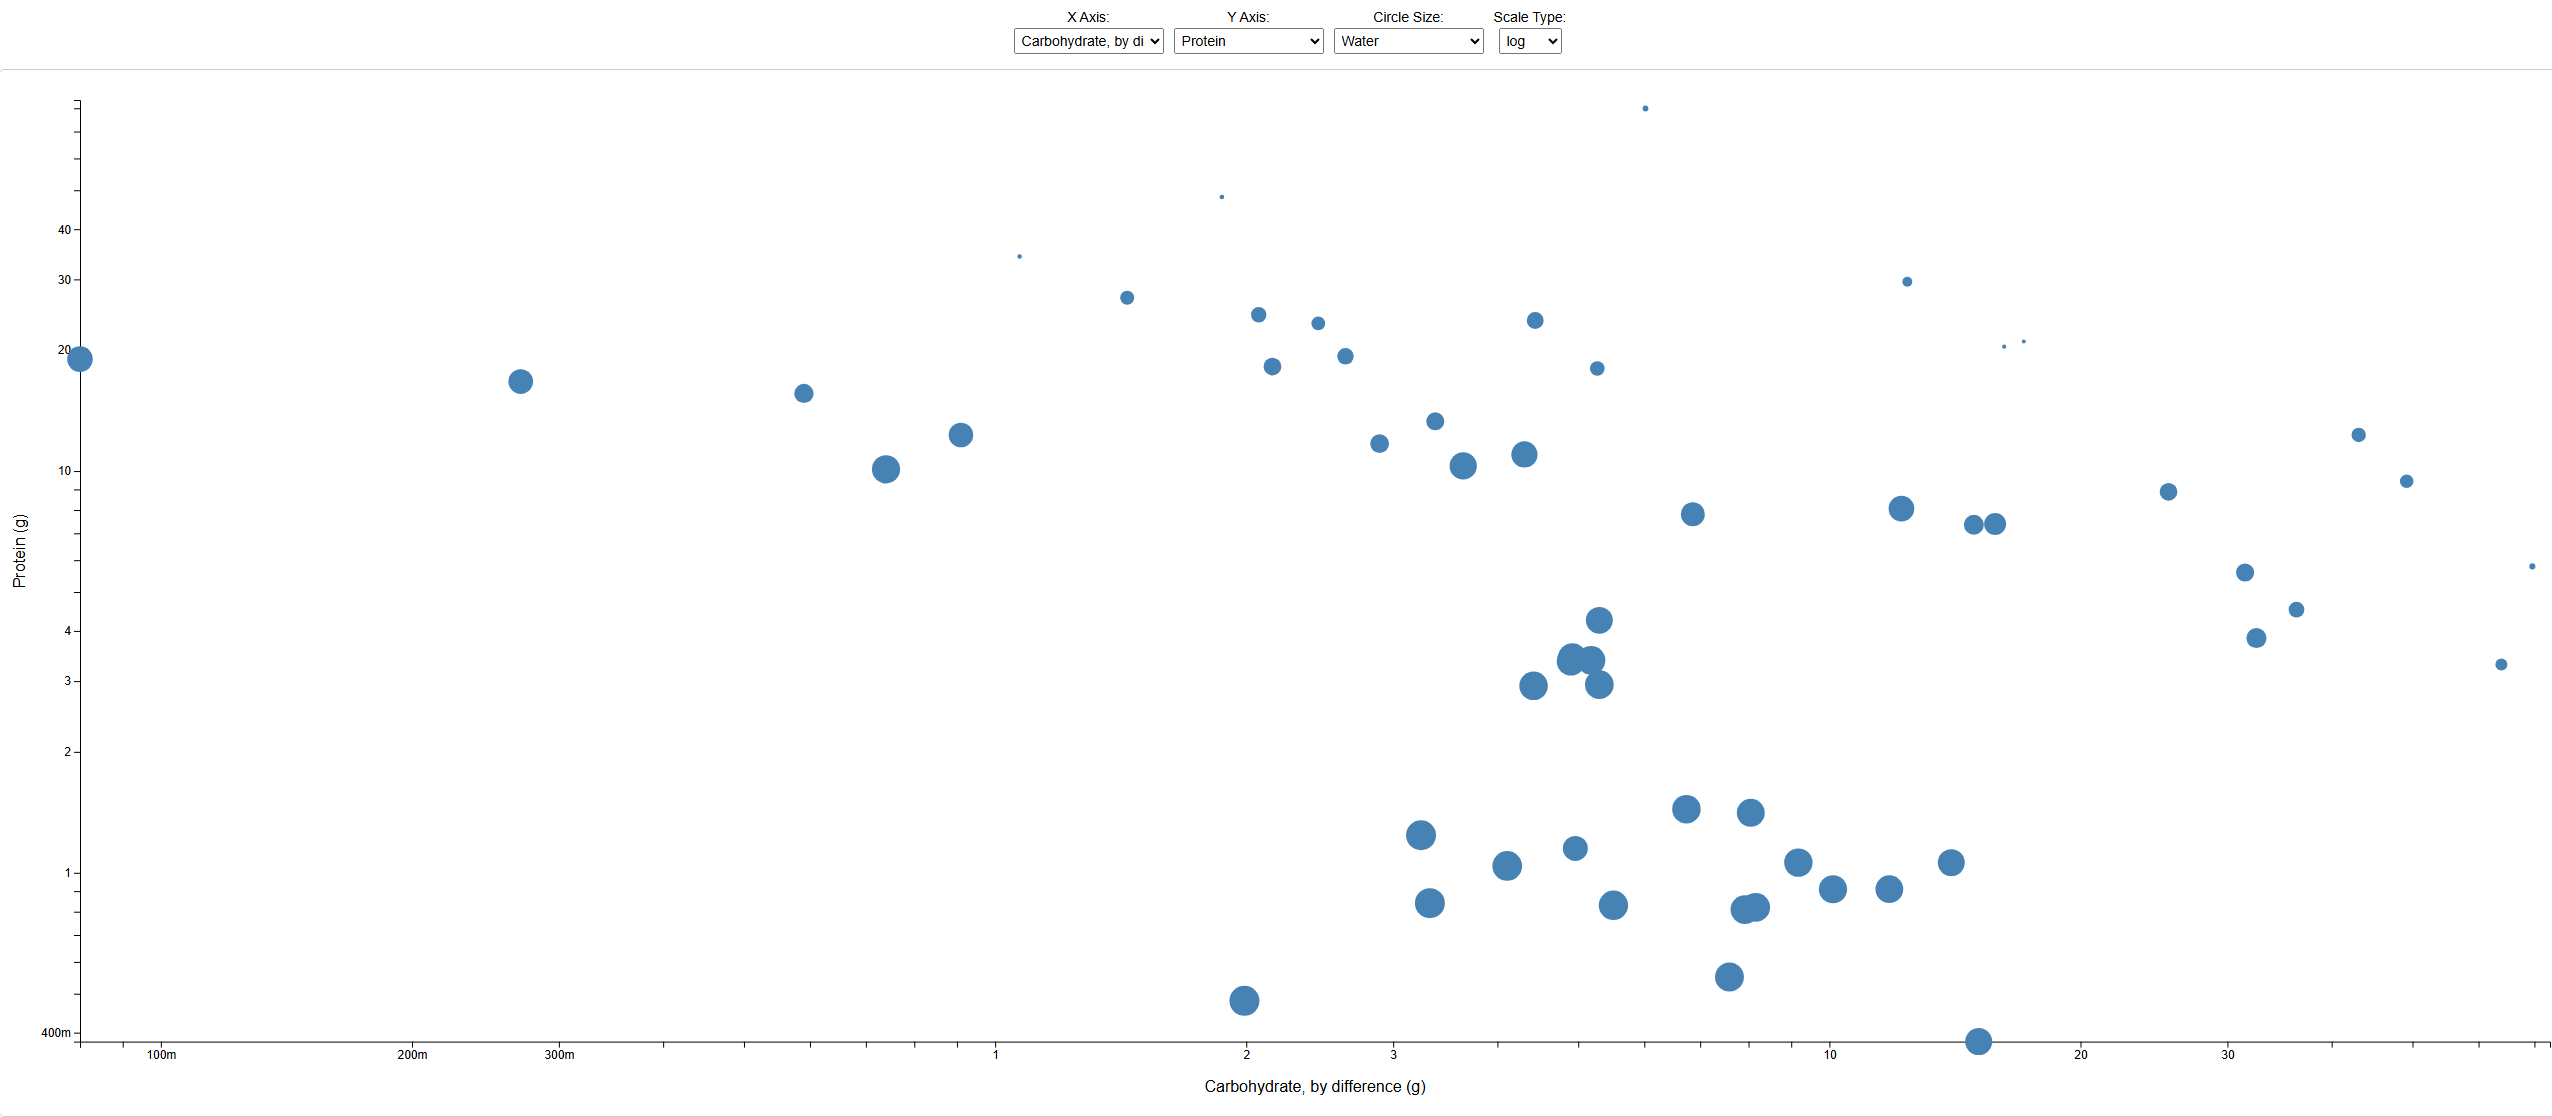 X Axis: Y Axis: Circle Size: Scale Type:
Carbohydrate, by di Protein Water log
40
30
20
10
4
3
2
1
400m
Protein (g)
100m 200m 300m 1 2 3 10 20 30
Carbohydrate, by difference (g)